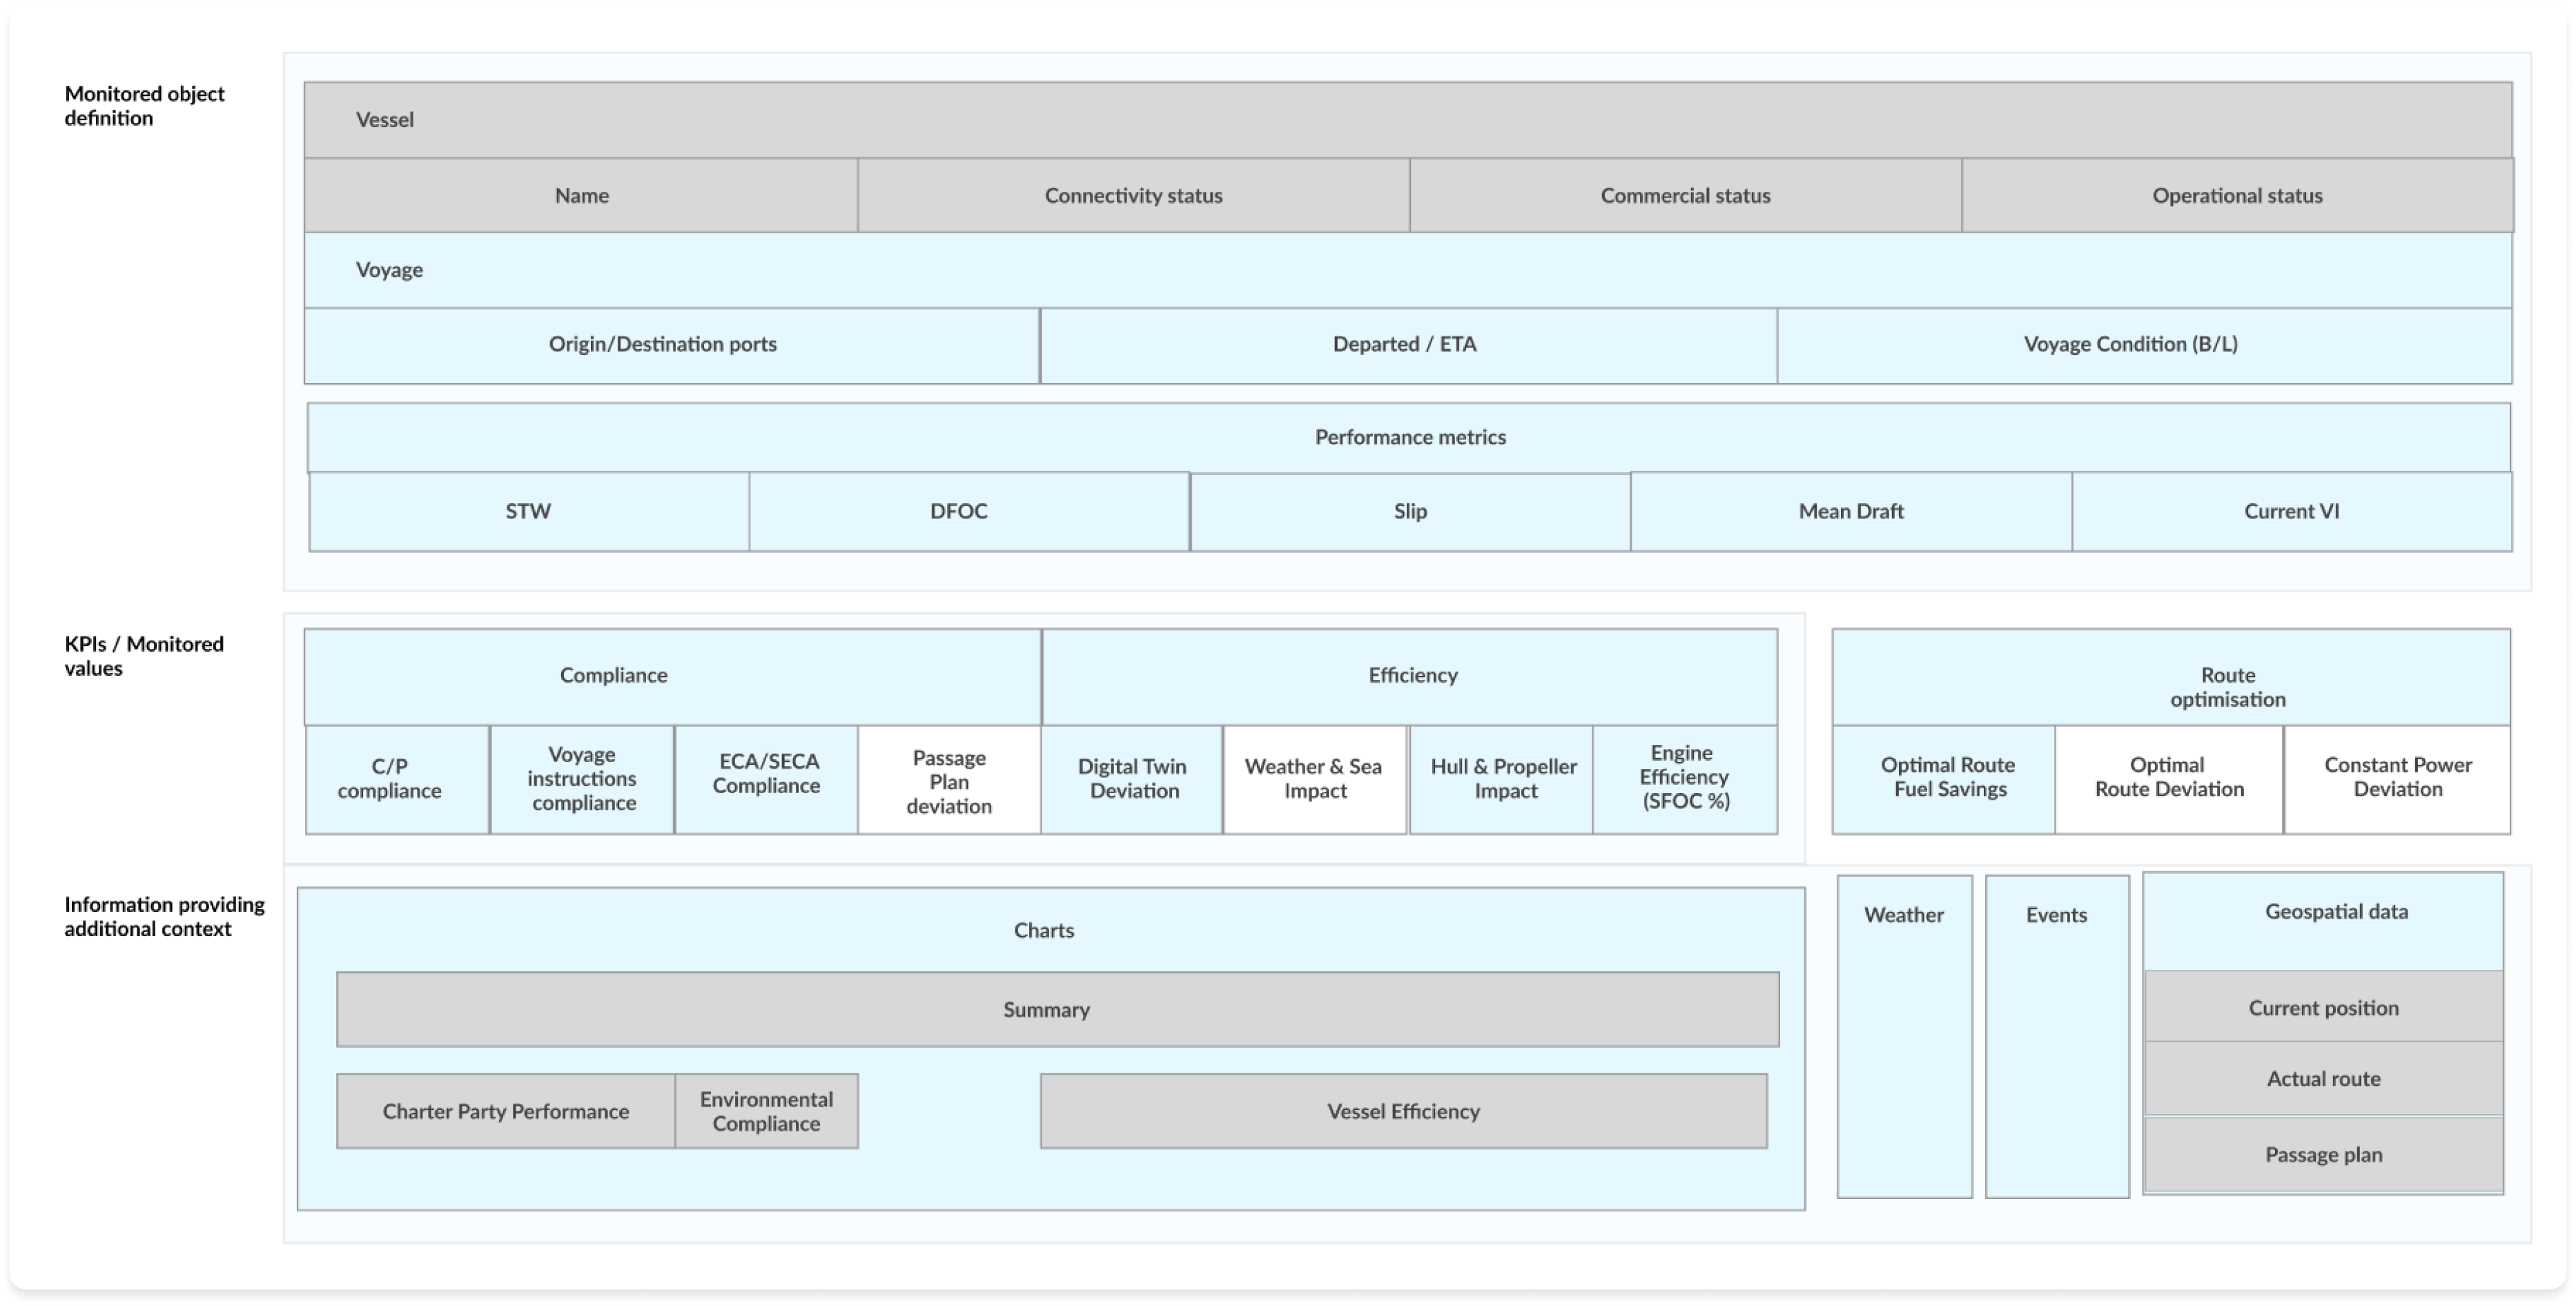 Monitored object
definition
Vessel
Name
Connectivity status
Commercial status
Operational status
Voyage
Origin/Destination ports
Departed / ETA
Voyage Condition (B/L)
Performance metrics
STW
DFOC
Slip
Mean Draft
Current VI
KPIs / Monitored
values
Compliance
Efficiency
Route
optimisation
C/P
compliance
Voyage
instructions
compliance
ECA/SECA
Compliance
Passage
Plan
deviation
Digital Twin
Deviation
Weather & Sea
Impact
Hull & Propeller
Impact
Engine
Efficiency
(SFOC %)
Optimal Route
Fuel Savings
Optimal
Route Deviation
Constant Power
Deviation
Information providing
additional context
Charts
Summary
Charter Party Performance
Environmental
Compliance
Vessel Efficiency
Weather
Events
Geospatial data
Current position
Actual route
Passage plan